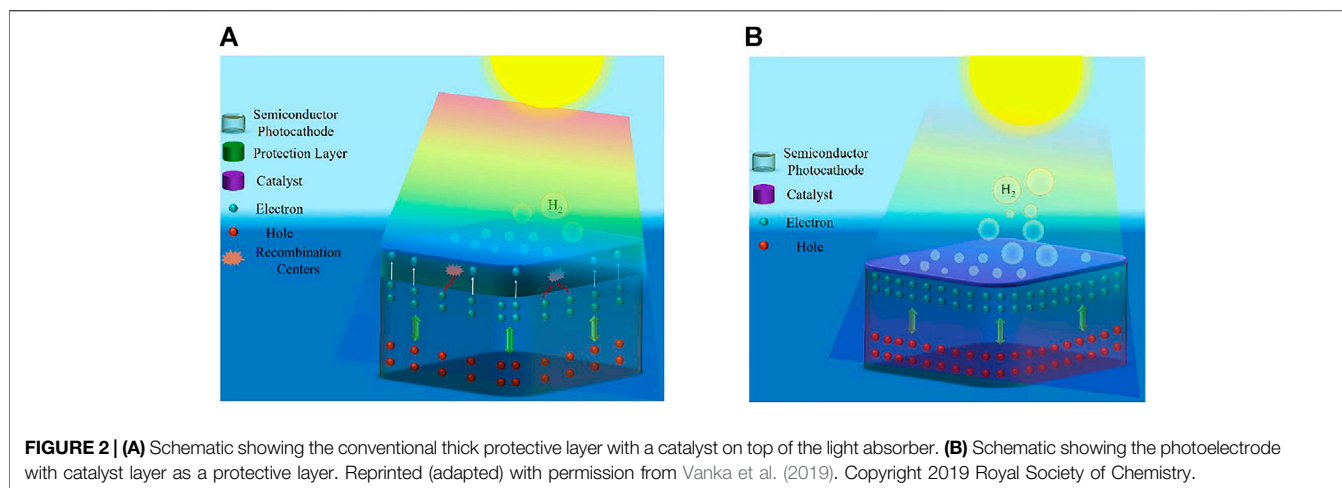 A
Semiconductor
Photocathode
Protection Layer
Catalyst
Electron
Hole
Recombination
Centers
H2
B
Semiconductor
Photocathode
Catalyst
Electron
Hole
H2
FIGURE 2 | (A) Schematic showing the conventional thick protective layer with a catalyst on top of the light absorber. (B) Schematic showing the photoelectrode
with catalyst layer as a protective layer. Reprinted (adapted) with permission from Vanka et al. (2019). Copyright 2019 Royal Society of Chemistry.